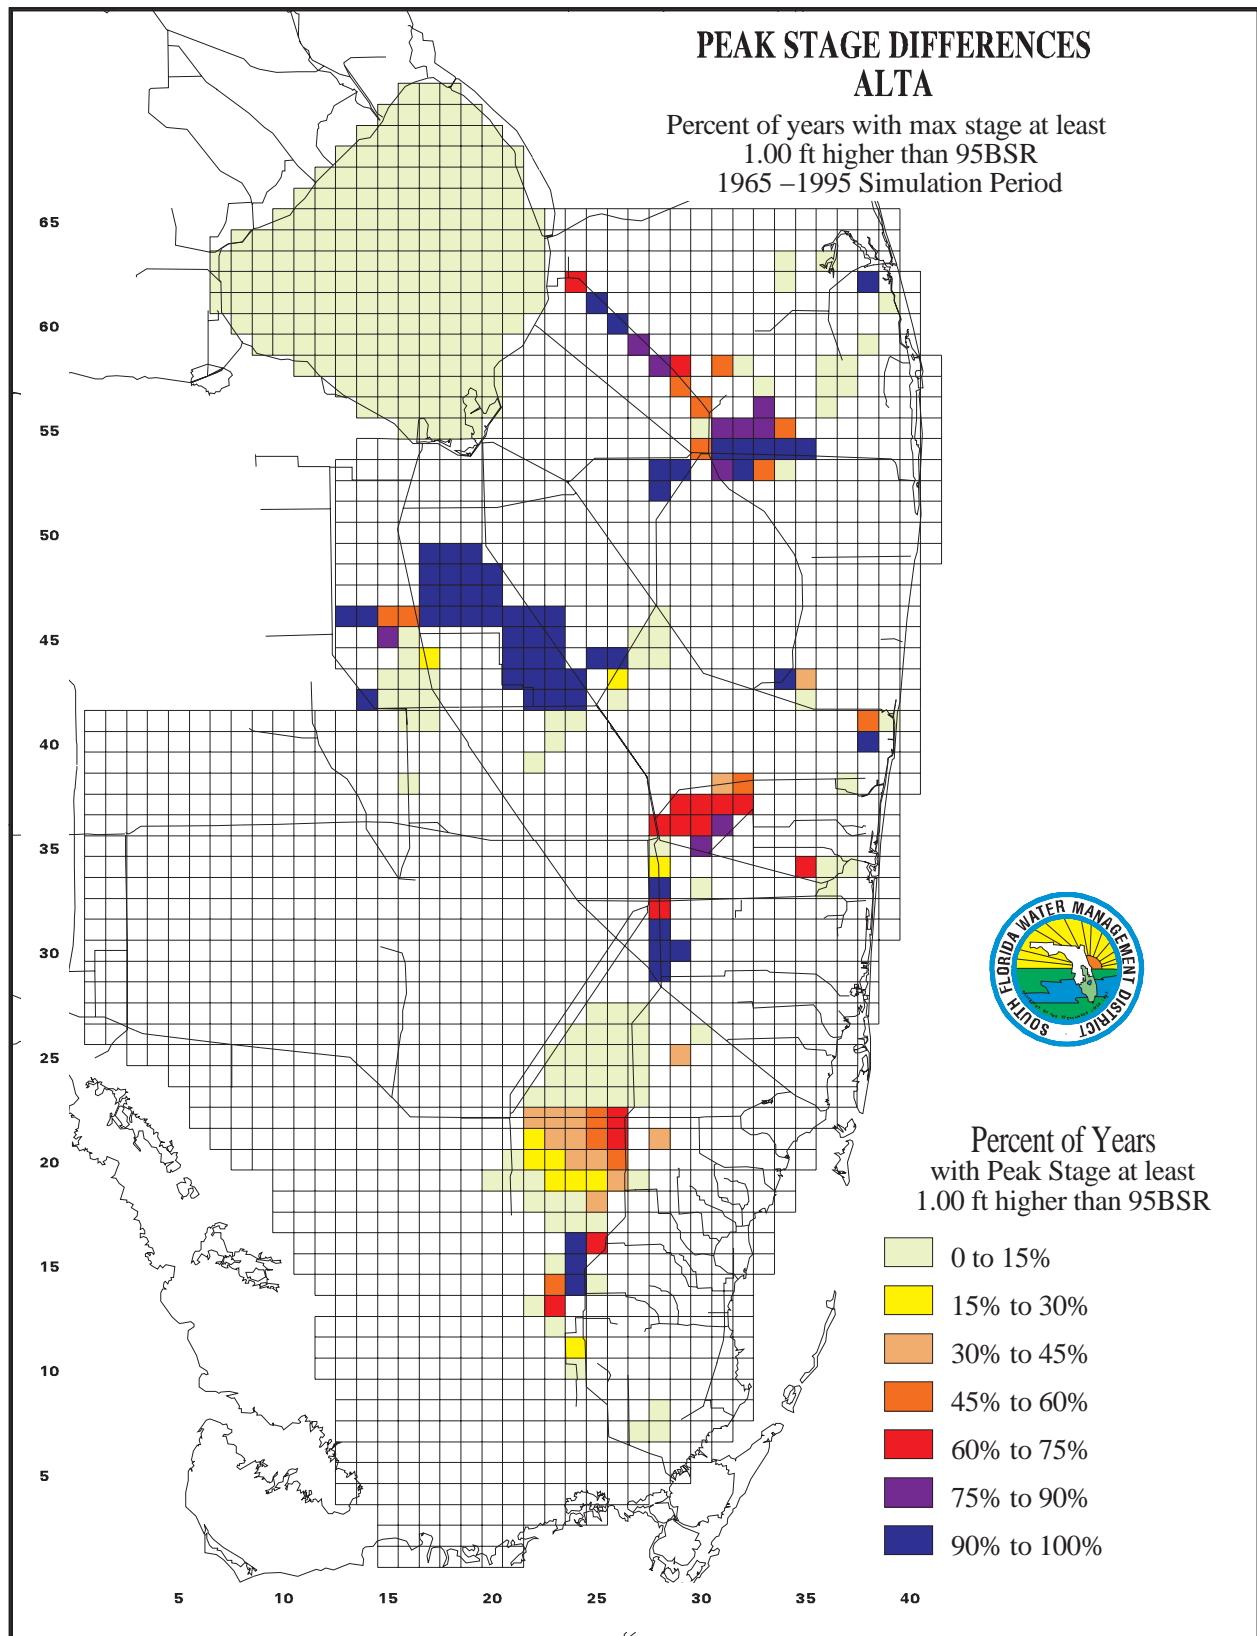 PEAK STAGE DIFFERENCES
ALTA
Percent of years with max stage at least
1.00 ft higher than 95BSR
1965 –1995 Simulation Period
65
60
55
50
45
40
35
30
25
20
15
10
5
5 10 15 20 25 30 35 40
SOUTH FLORIDA WATER MANAGEMENT DISTRICT
Percent of Years
with Peak Stage at least
1.00 ft higher than 95BSR
0 to 15%
15% to 30%
30% to 45%
45% to 60%
60% to 75%
75% to 90%
90% to 100%